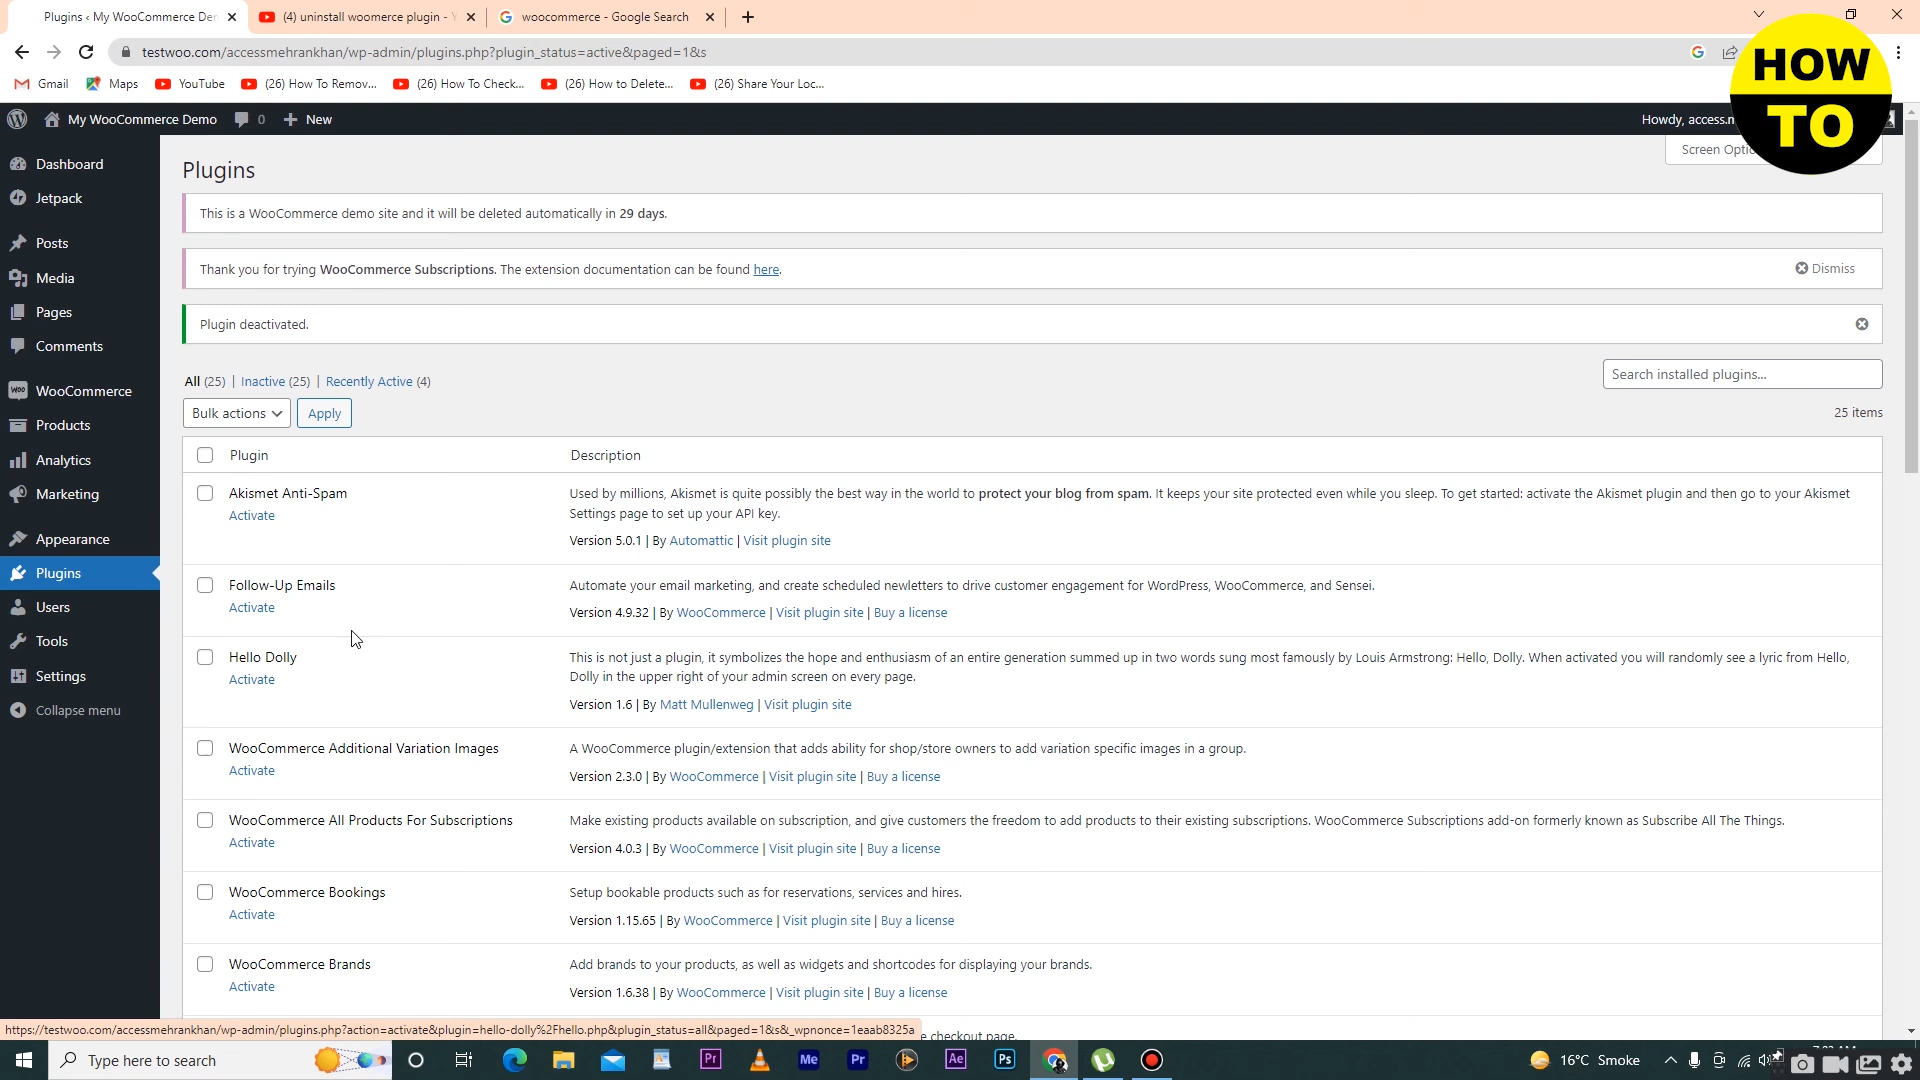 Plugins ‹ My WooCommerce Der
(4) uninstall woomerce plugin - Y
woocommerce - Google Search
testwoo.com/accessmehrankhan/wp-admin/plugins.php?plugin_status=active&paged=1&s
Gmail
Maps
YouTube
(26) How To Remov...
(26) How To Check...
(26) How to Delete...
(26) Share Your Loc...
HOW
TO
My WooCommerce Demo
0
New
Howdy, access.m
Screen Optio
Dashboard
Jetpack
Posts
Media
Pages
Comments
WooCommerce
Products
Analytics
Marketing
Appearance
Plugins
Users
Tools
Settings
Collapse menu
Plugins
This is a WooCommerce demo site and it will be deleted automatically in 29 days.
Thank you for trying WooCommerce Subscriptions. The extension documentation can be found here.
Dismiss
Plugin deactivated.
All (25) | Inactive (25) | Recently Active (4)
Search installed plugins...
Bulk actions
Apply
25 items
Plugin
Description
Akismet Anti-Spam
Activate
Used by millions, Akismet is quite possibly the best way in the world to protect your blog from spam. It keeps your site protected even while you sleep. To get started: activate the Akismet plugin and then go to your Akismet
Settings page to set up your API key.
Version 5.0.1 | By Automattic | Visit plugin site
Follow-Up Emails
Activate
Automate your email marketing, and create scheduled newletters to drive customer engagement for WordPress, WooCommerce, and Sensei.
Version 4.9.32 | By WooCommerce | Visit plugin site | Buy a license
Hello Dolly
Activate
This is not just a plugin, it symbolizes the hope and enthusiasm of an entire generation summed up in two words sung most famously by Louis Armstrong: Hello, Dolly. When activated you will randomly see a lyric from Hello,
Dolly in the upper right of your admin screen on every page.
Version 1.6 | By Matt Mullenweg | Visit plugin site
WooCommerce Additional Variation Images
Activate
A WooCommerce plugin/extension that adds ability for shop/store owners to add variation specific images in a group.
Version 2.3.0 | By WooCommerce | Visit plugin site | Buy a license
WooCommerce All Products For Subscriptions
Activate
Make existing products available on subscription, and give customers the freedom to add products to their existing subscriptions. WooCommerce Subscriptions add-on formerly known as Subscribe All The Things.
Version 4.0.3 | By WooCommerce | Visit plugin site | Buy a license
WooCommerce Bookings
Activate
Setup bookable products such as for reservations, services and hires.
Version 1.15.65 | By WooCommerce | Visit plugin site | Buy a license
WooCommerce Brands
Activate
Add brands to your products, as well as widgets and shortcodes for displaying your brands.
Version 1.6.38 | By WooCommerce | Visit plugin site | Buy a license
https://testwoo.com/accessmehrankhan/wp-admin/plugins.php?action=activate&plugin=hello-dolly%2Fhello.php&plugin_status=all&paged=1&s&_wpnonce=1eaab8325a
e checkout page.
Type here to search
Pr
Me
Pr
Ae
Ps
16°C Smoke